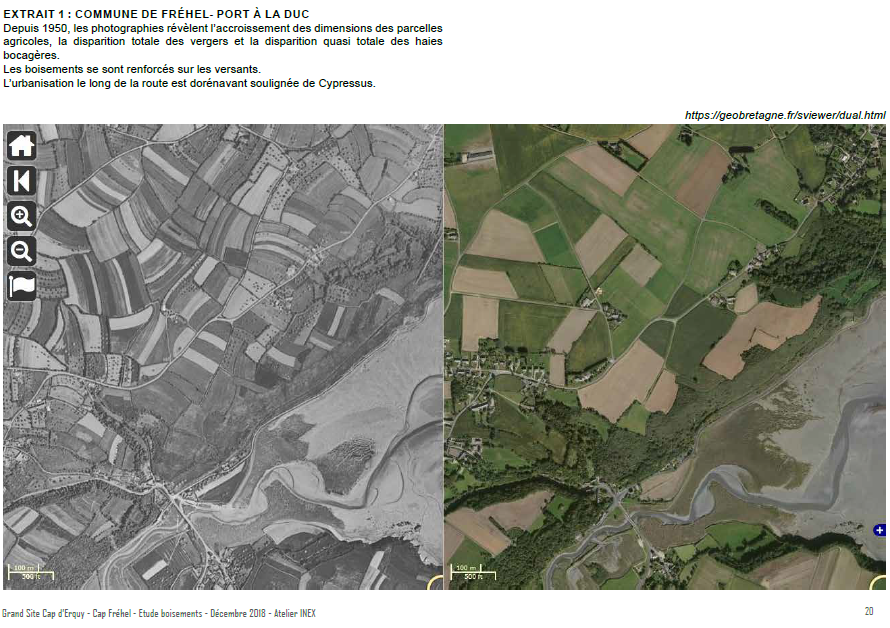 EXTRAIT 1 : COMMUNE DE FRÉHEL- PORT À LA DUC
Depuis 1950, les photographies révèlent l'accroissement des dimensions des parcelles
agricoles, la disparition totale des vergers et la disparition quasi totale des haies
bocagères.
Les boisements se sont renforcés sur les versants.
L'urbanisation le long de la route est dorénavant soulignée de Cypressus.
https://geobretagne.fr/sviewer/dual.html
100 m
500 ft
100 m
500 ft
Grand Site Cap d'Erquy - Cap Fréhel - Etude boisements - Décembre 2018 - Atelier INEX
20